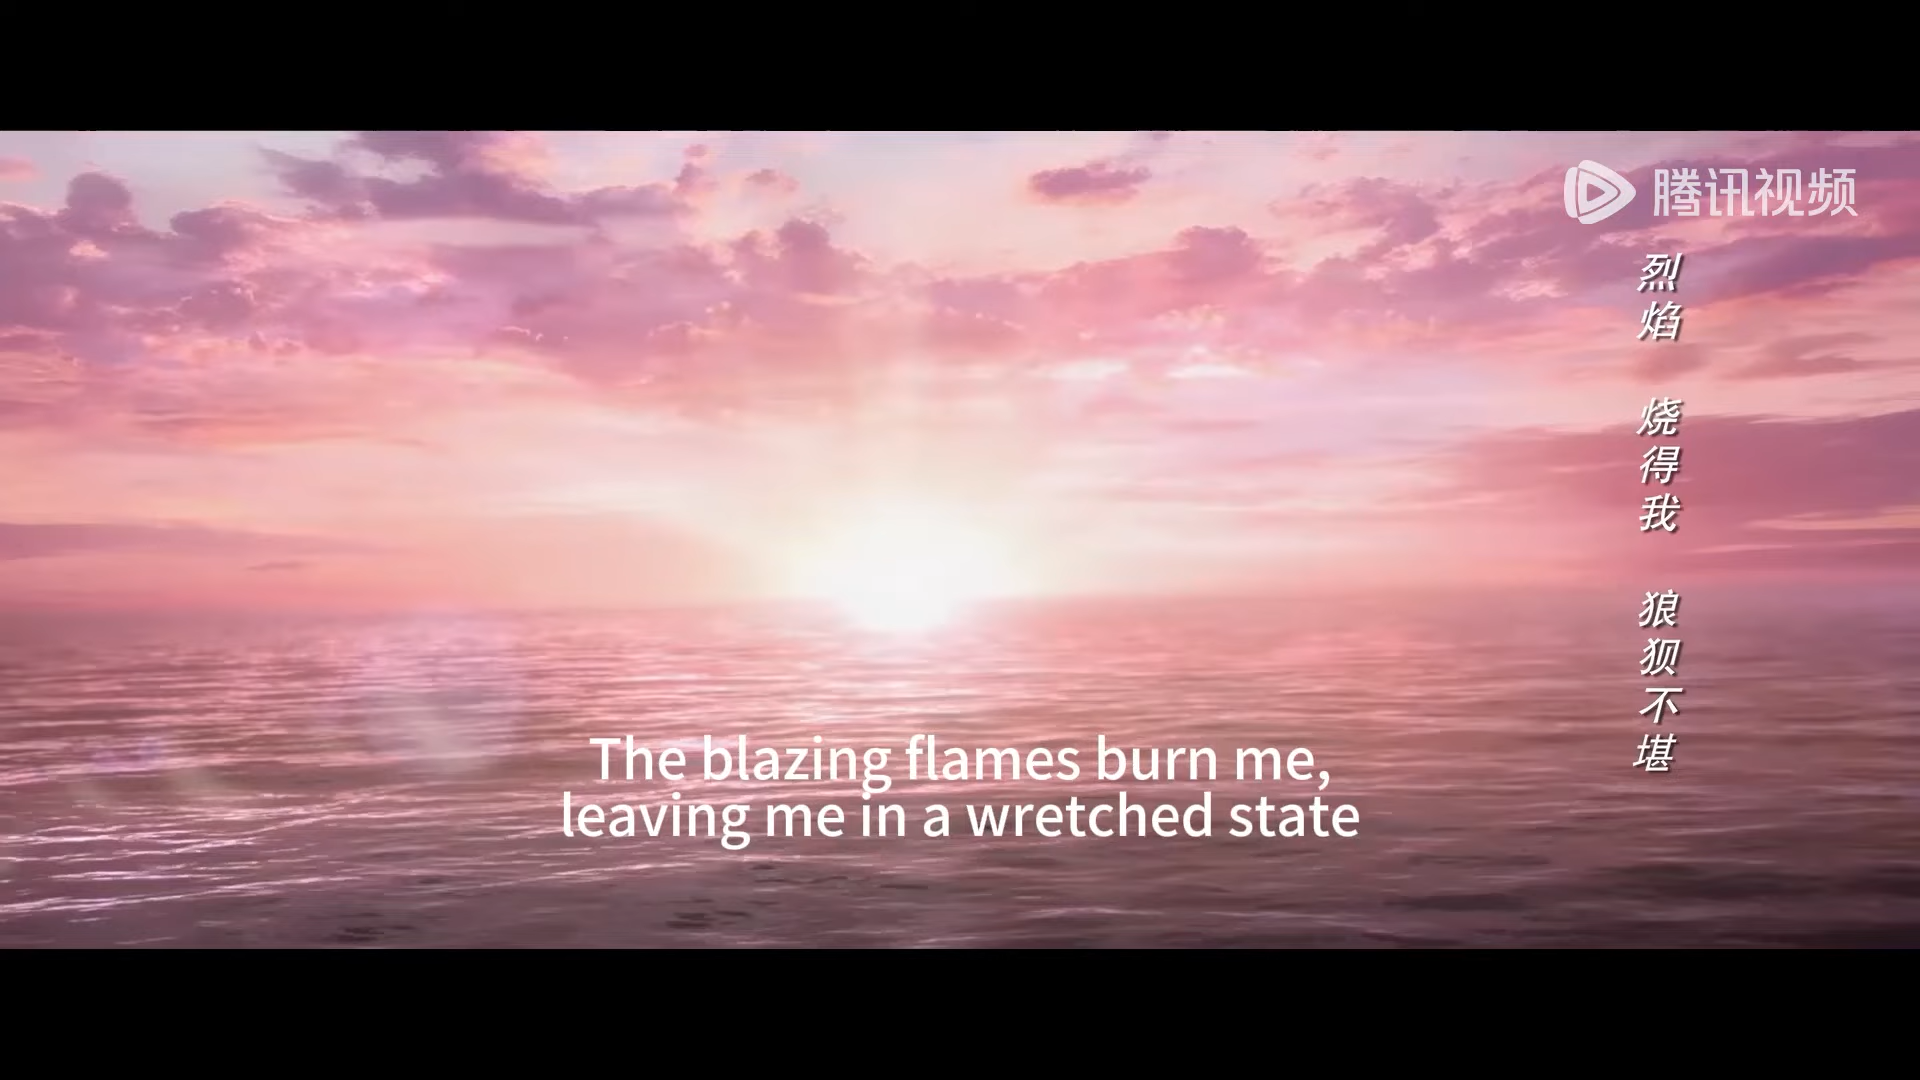 腾讯视频
烈焰 烧得我 狼狈不堪
The blazing flames burn me,
leaving me in a wretched state